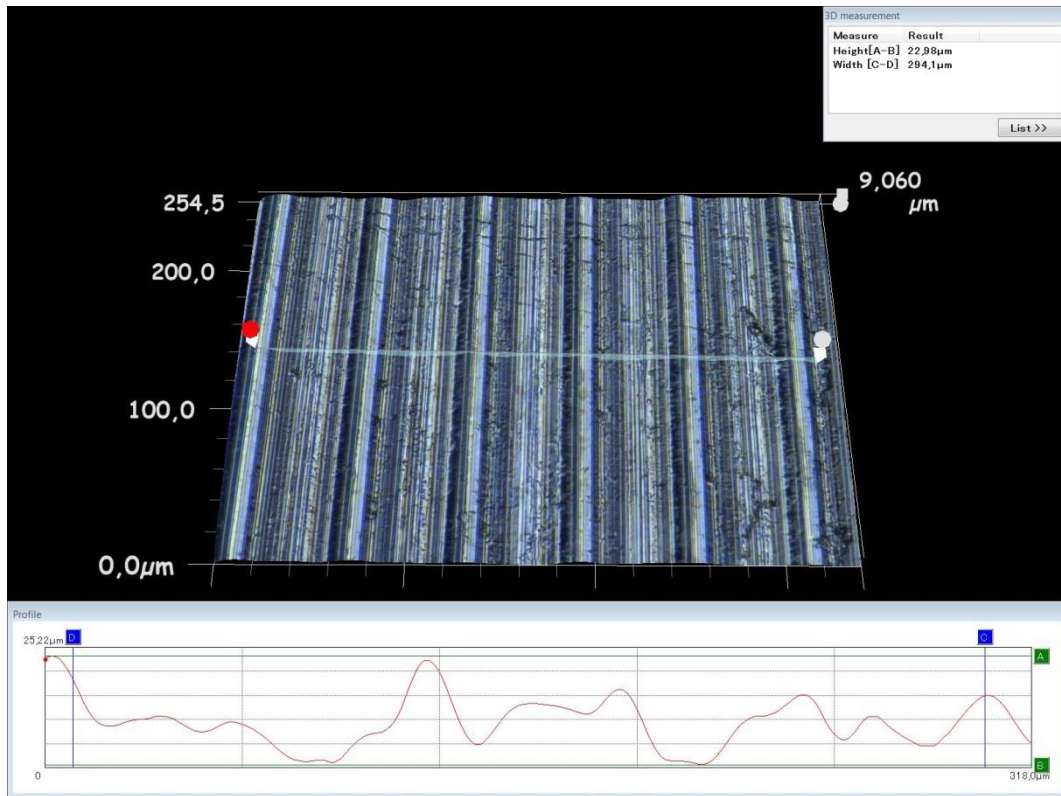 3D measurement
Measure Result
Height[A-B] 22,98µm
Width [C-D] 294,1µm
List >>
9,060
µm
254,5
200,0
100,0
0,0µm
Profile
25,22µm D C
A
B
0 318,0µm